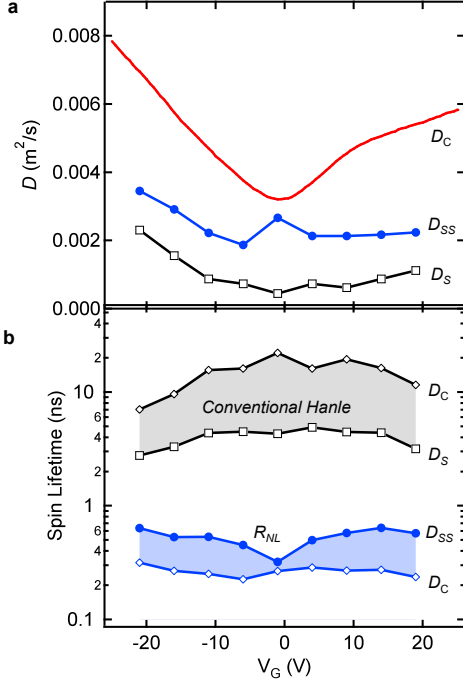 a
0.008
0.006
0.004
0.002
0.000
D (m²/s)
D_C
D_SS
D_S
b
4
2
10
6
4
2
1
6
4
2
0.1
Spin Lifetime (ns)
Conventional Hanle
D_C
D_S
R_NL
D_SS
D_C
-20
-10
0
10
20
V_G (V)